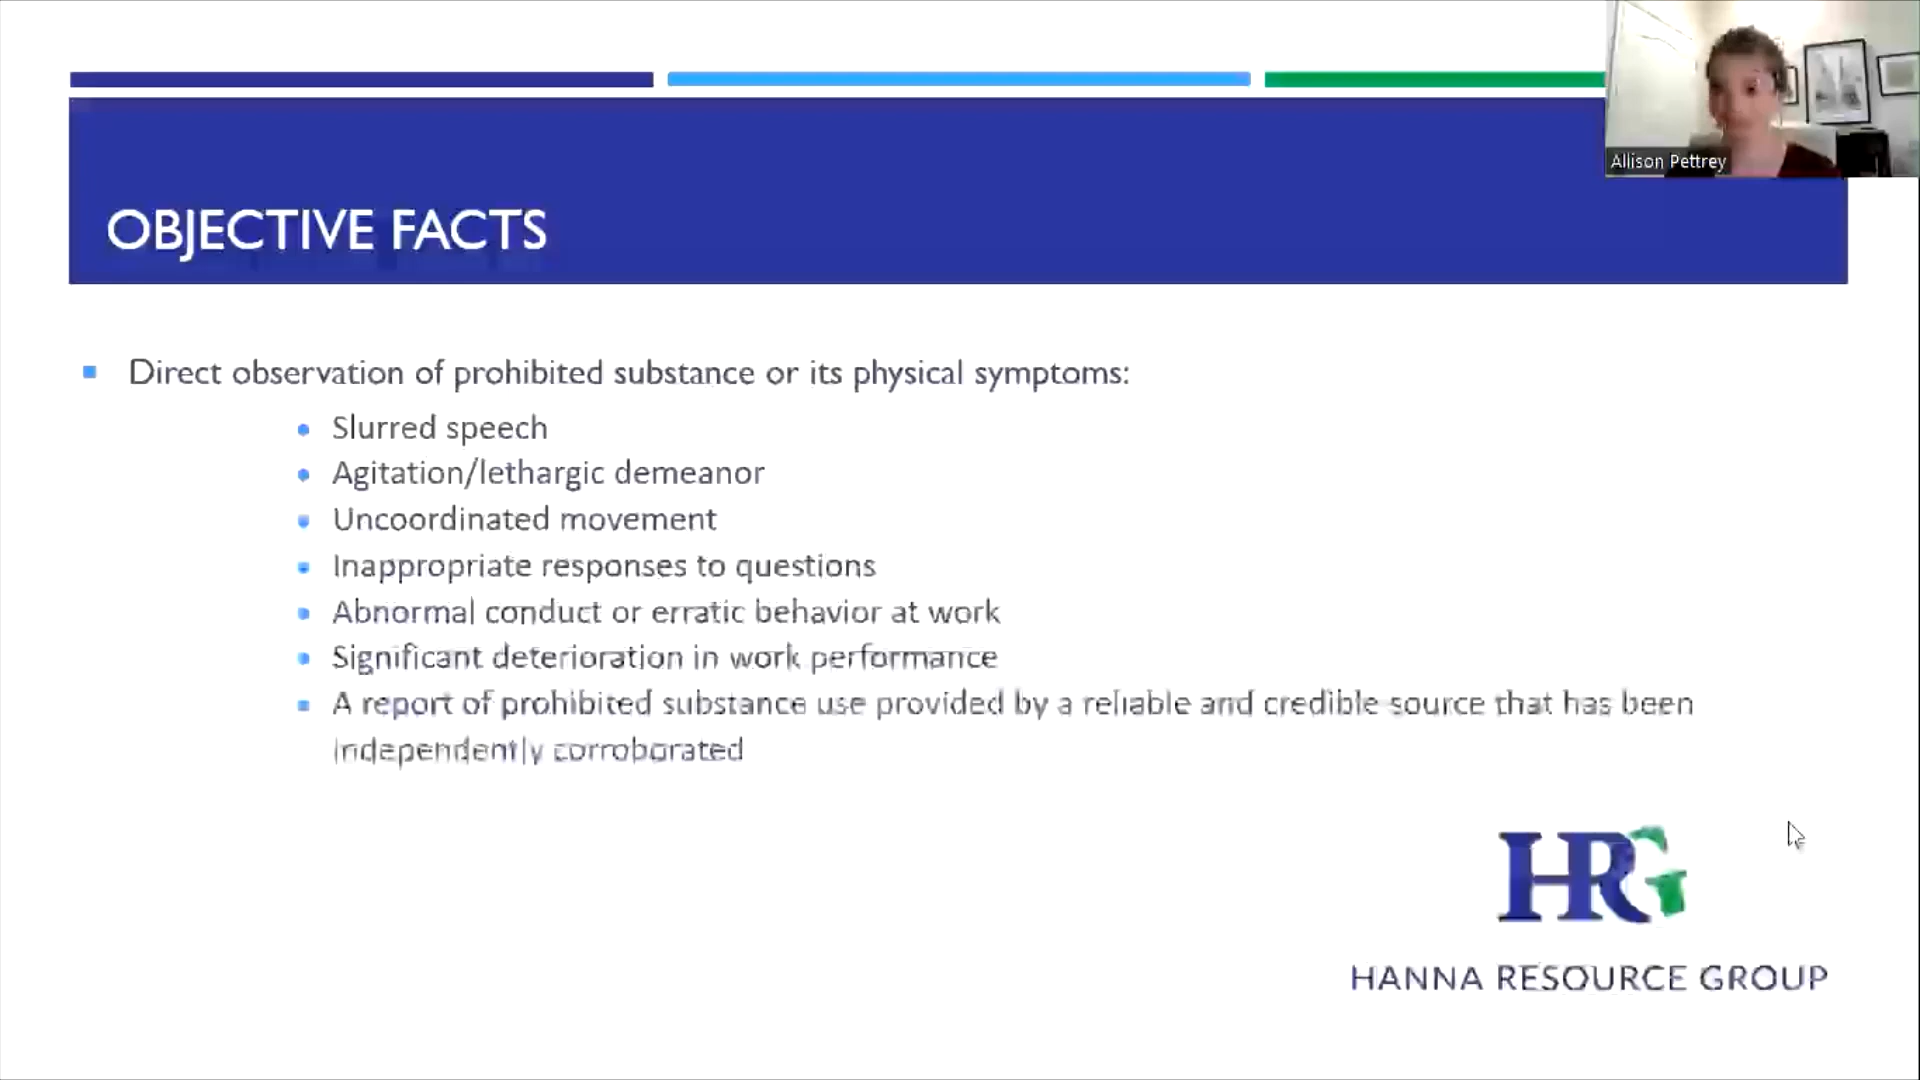 Allison Pettrey
OBJECTIVE FACTS
Direct observation of prohibited substance or its physical symptoms:
Slurred speech
Agitation/lethargic demeanor
Uncoordinated movement
Inappropriate responses to questions
Abnormal conduct or erratic behavior at work
Significant deterioration in work performance
A report of prohibited substance use provided by a reliable and credible source that has been
independently corroborated
HRG
HANNA RESOURCE GROUP